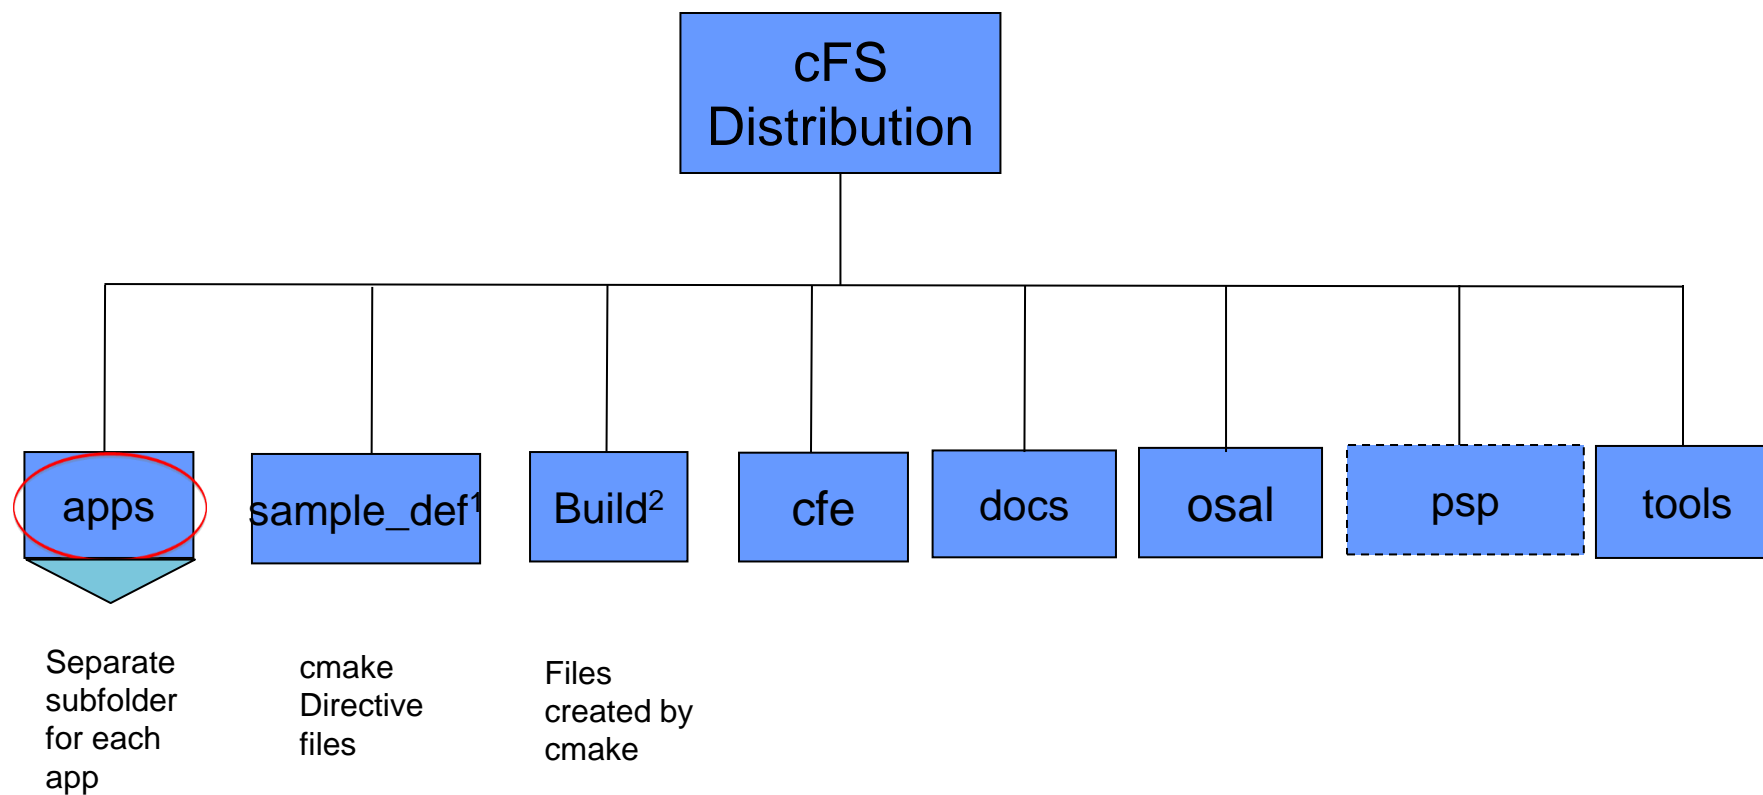 cFS
Distribution
apps
sample_def¹
Build²
cfe
docs
osal
psp
tools
Separate
subfolder
for each
app
cmake
Directive
files
Files
created by
cmake